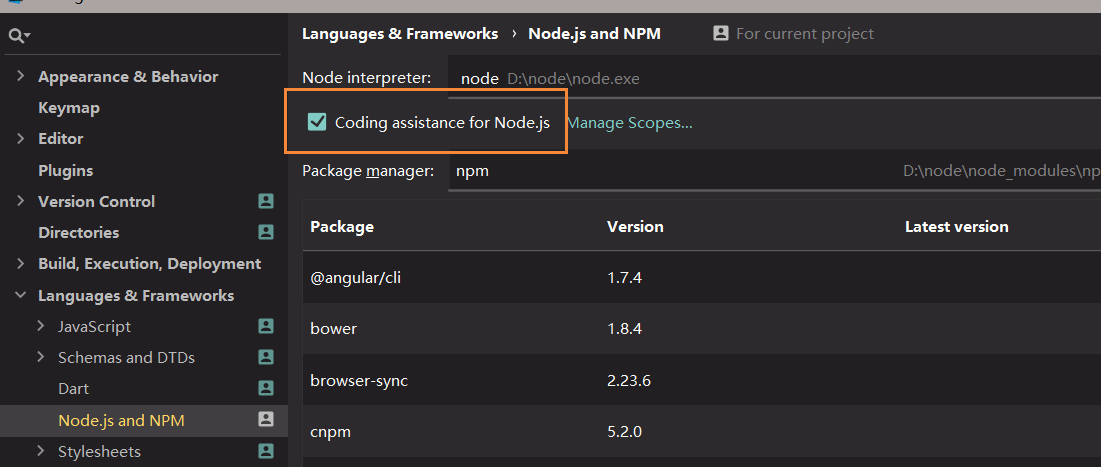 Languages & Frameworks › Node.js and NPM For current project
Appearance & Behavior
Keymap
Editor
Plugins
Version Control
Directories
Build, Execution, Deployment
Languages & Frameworks
JavaScript
Schemas and DTDs
Dart
Node.js and NPM
Stylesheets
Node interpreter: node D:\node\node.exe
Coding assistance for Node.js Manage Scopes...
Package manager: npm D:\node\node_modules\np
Package Version Latest version
@angular/cli 1.7.4
bower 1.8.4
browser-sync 2.23.6
cnpm 5.2.0